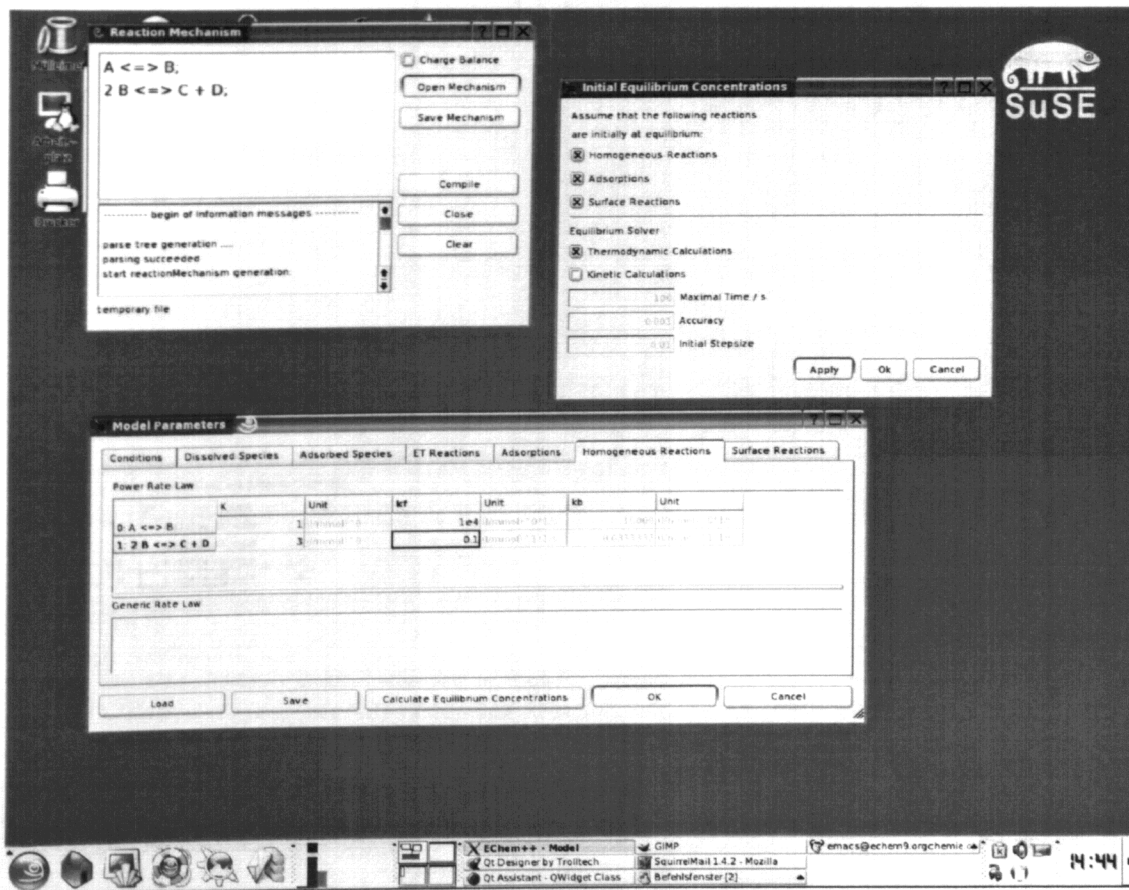 Reaction Mechanism
A <=> B,
2 B <=> C + D;
Charge Balance
Open Mechanism
Save Mechanism
Compile
Close
Clear
------- begin of information messages ----------
parse tree generation ....
parsing succeeded
start reactionMechanism generation:
temporary file
Initial Equilibrium Concentrations
Assume that the following reactions
are initially at equilibrium:
Homogeneous Reactions
Adsorptions
Surface Reactions
Equilibrium Solver
Thermodynamic Calculations
Kinetic Calculations
100 Maximal Time / s
0.001 Accuracy
0.01 Initial Stepsize
Apply Ok Cancel
SuSE
Model Parameters
Conditions Dissolved Species Adsorbed Species ET Reactions Adsorptions Homogeneous Reactions Surface Reactions
Power Rate Law
K Unit kf Unit kb Unit
0: A <=> B 1 1e4
1: 2 B <=> C + D 3 0.1
Generic Rate Law
Load Save Calculate Equilibrium Concentrations OK Cancel
EChem++ - Model
Qt Designer by Trolltech
Qt Assistant - QWidget Class
GIMP
SquirrelMail 1.4.2 - Mozilla
Befehlsfenster [2]
emacs@echem9.orgchemie
14:44